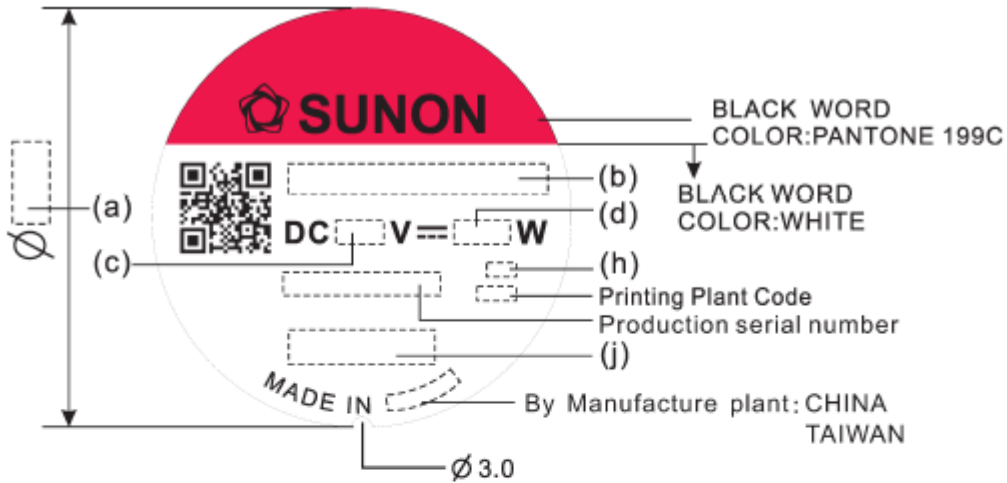 SUNON
BLACK WORD
COLOR:PANTONE 199C
(b)
BLACK WORD
COLOR:WHITE
(a)
(d)
DC V W
(c)
(h)
Printing Plant Code
Production serial number
(j)
MADE IN
By Manufacture plant: CHINA
TAIWAN
Ø
Ø 3.0